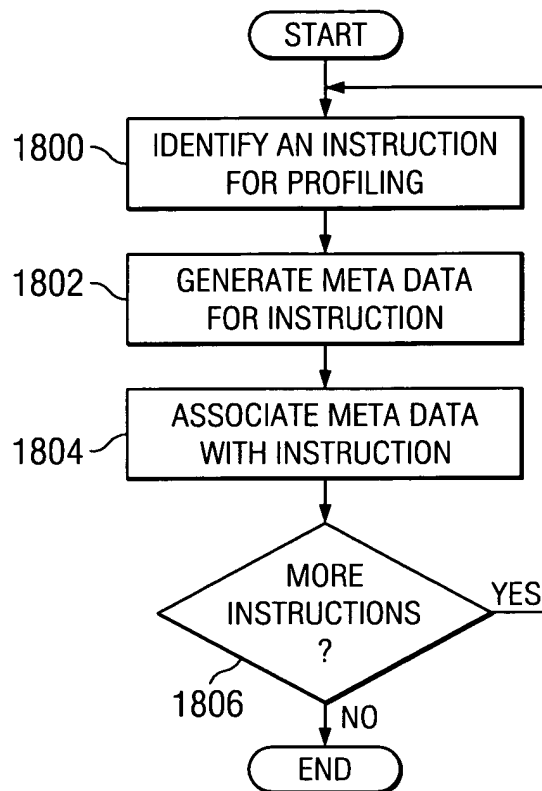 START
1800
IDENTIFY AN INSTRUCTION
FOR PROFILING
1802
GENERATE META DATA
FOR INSTRUCTION
1804
ASSOCIATE META DATA
WITH INSTRUCTION
MORE
INSTRUCTIONS
?
YES
1806
NO
END